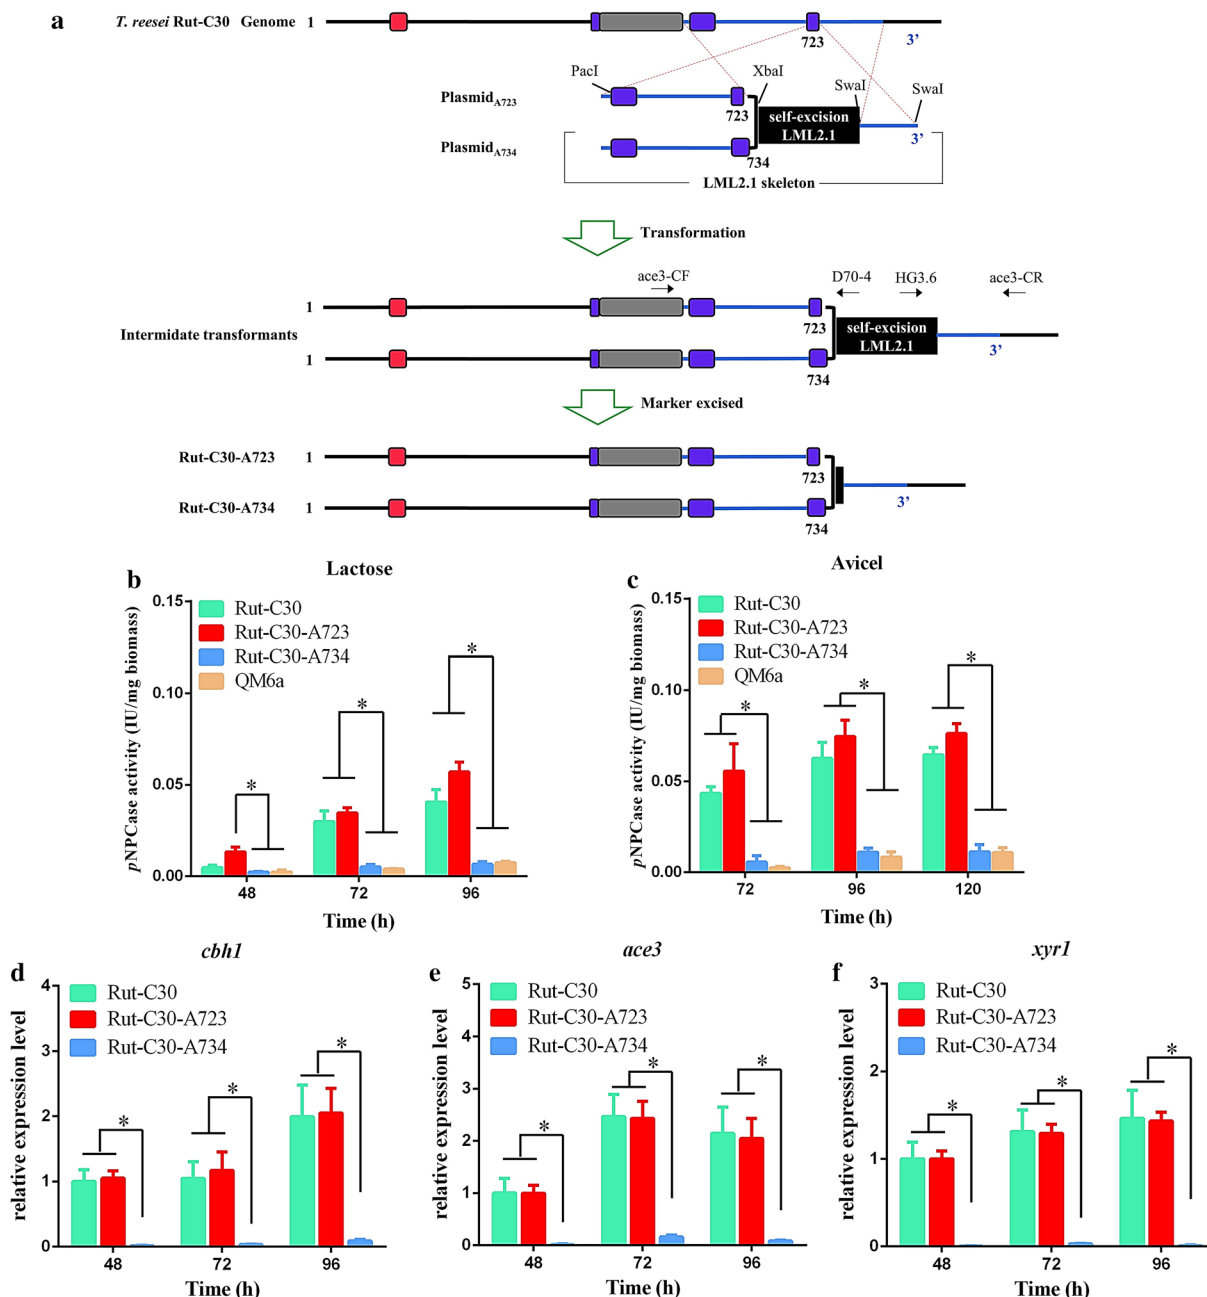 a
T. reesei Rut-C30 Genome 1
723
3’
PacI
XbaI
SwaI
SwaI
Plasmid A723
723
self-excision
LML2.1
3’
Plasmid A734
734
LML2.1 skeleton
Transformation
ace3-CF
D70-4
HG3.6
ace3-CR
1
723
Intermidate transformants
self-excision
LML2.1
3’
1
734
Marker excised
Rut-C30-A723 1
723
3’
Rut-C30-A734 1
734
b
Lactose
pNPCase activity (IU/mg biomass)
0.15
0.10
0.05
0.00
Rut-C30
Rut-C30-A723
Rut-C30-A734
QM6a
*
*
*
48 72 96
Time (h)
c
Avicel
pNPCase activity (IU/mg biomass)
0.15
0.10
0.05
0.00
Rut-C30
Rut-C30-A723
Rut-C30-A734
QM6a
*
*
*
72 96 120
Time (h)
d
cbh1
relative expression level
4
3
2
1
0
Rut-C30
Rut-C30-A723
Rut-C30-A734
*
*
*
48 72 96
Time (h)
e
ace3
relative expression level
5
4
3
2
1
0
Rut-C30
Rut-C30-A723
Rut-C30-A734
*
*
*
48 72 96
Time (h)
f
xyr1
relative expression level
3
2
1
0
Rut-C30
Rut-C30-A723
Rut-C30-A734
*
*
*
48 72 96
Time (h)